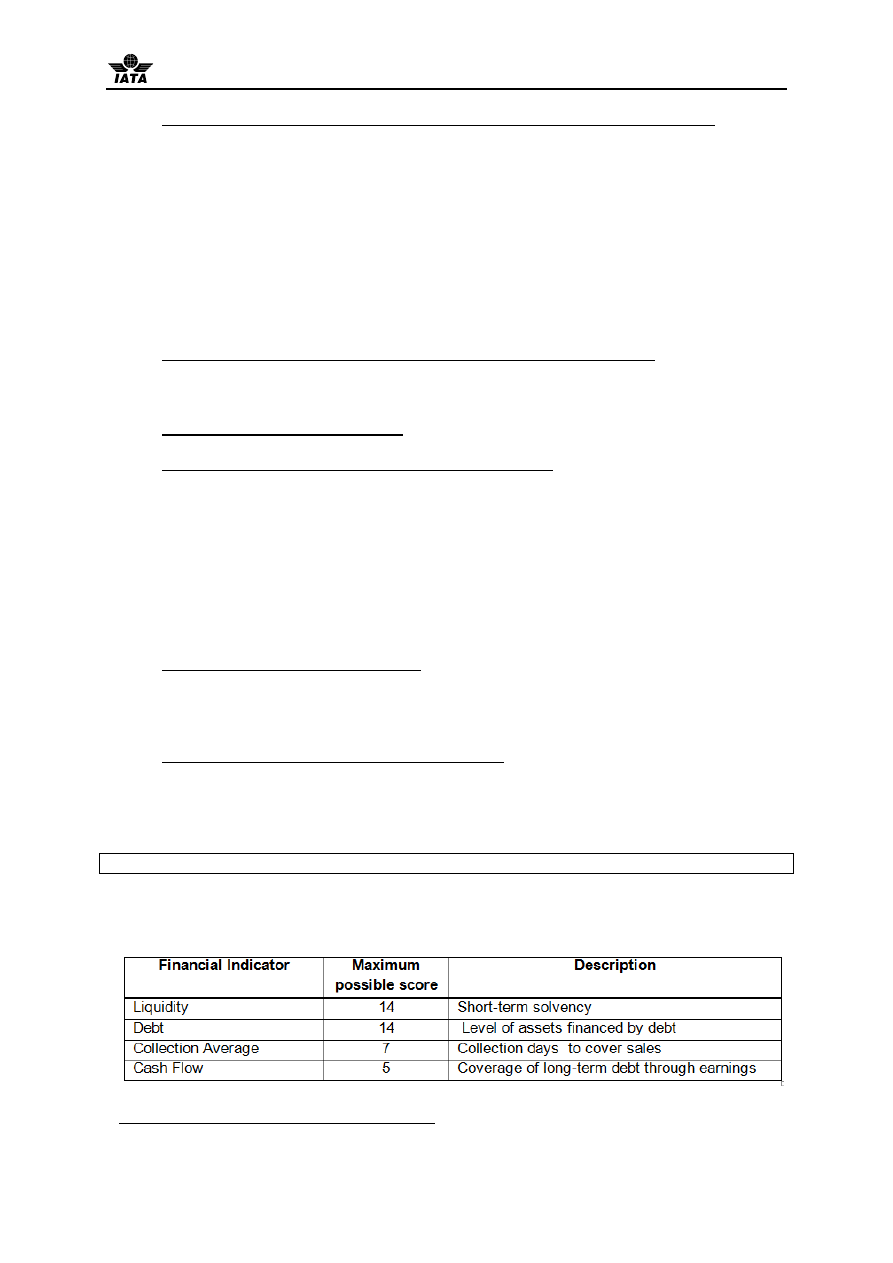 IATA
Financial Indicator Maximum possible score Description
Liquidity 14 Short-term solvency
Debt 14 Level of assets financed by debt
Collection Average 7 Collection days to cover sales
Cash Flow 5 Coverage of long-term debt through earnings